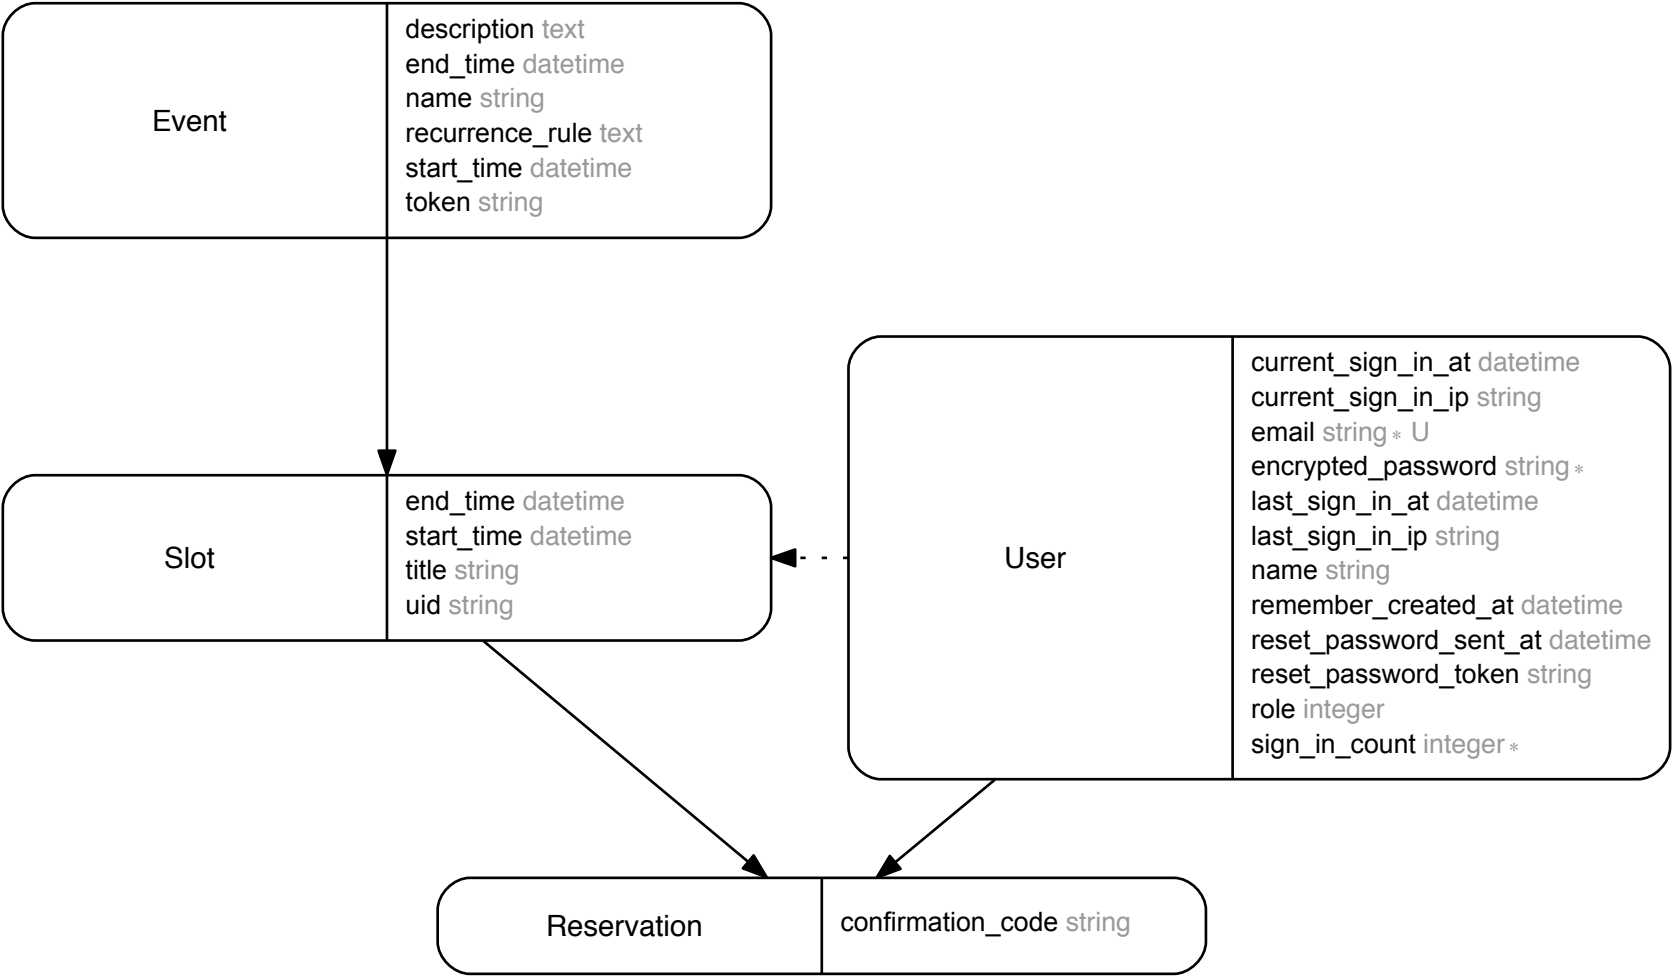 Event
description text
end_time datetime
name string
recurrence_rule text
start_time datetime
token string
Slot
end_time datetime
start_time datetime
title string
uid string
User
current_sign_in_at datetime
current_sign_in_ip string
email string∗ U
encrypted_password string∗
last_sign_in_at datetime
last_sign_in_ip string
name string
remember_created_at datetime
reset_password_sent_at datetime
reset_password_token string
role integer
sign_in_count integer∗
Reservation
confirmation_code string